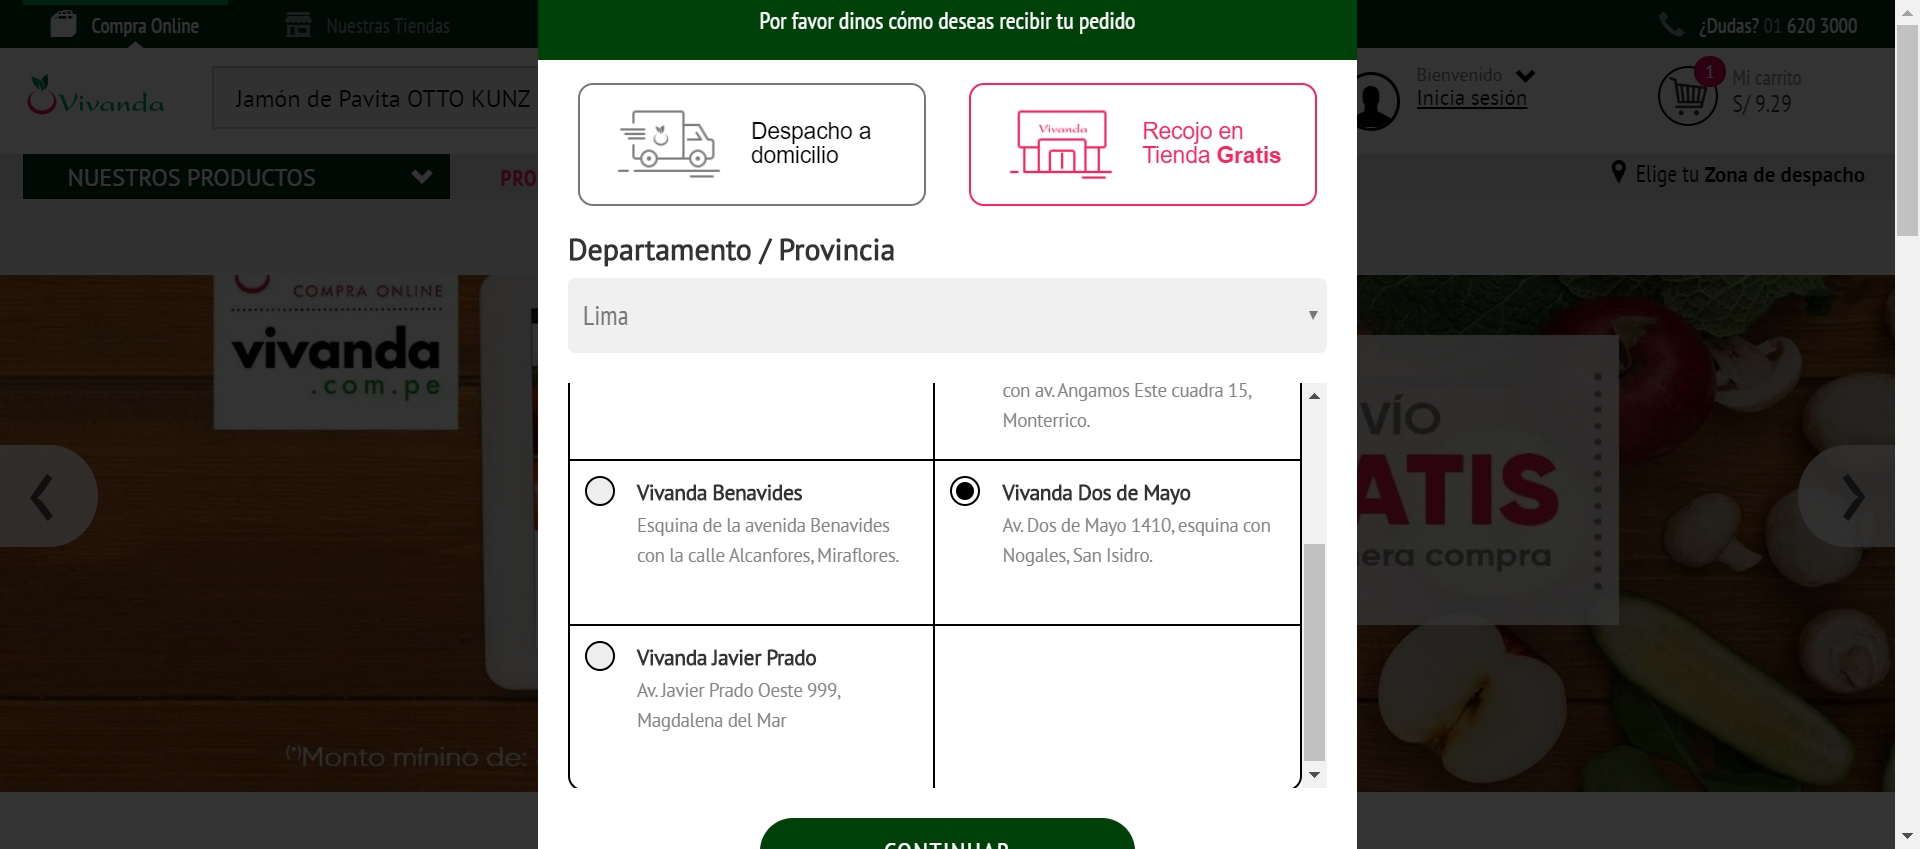 Compra Online
Nuestras Tiendas
Por favor dinos cómo deseas recibir tu pedido
¿Dudas? 01 620 3000
Vivanda
Jamón de Pavita OTTO KUNZ
Despacho a
domicilio
Vivanda
Recojo en
Tienda Gratis
Bienvenido
Inicia sesión
1
Mi carrito
S/ 9.29
NUESTROS PRODUCTOS
PRO
Elige tu Zona de despacho
Departamento / Provincia
Lima
COMPRA ONLINE
vivanda
.com.pe
con av. Angamos Este cuadra 15,
Monterrico.
VÍO
ATIS
era compra
Vivanda Benavides
Esquina de la avenida Benavides
con la calle Alcanfores, Miraflores.
Vivanda Dos de Mayo
Av. Dos de Mayo 1410, esquina con
Nogales, San Isidro.
Vivanda Javier Prado
Av. Javier Prado Oeste 999,
Magdalena del Mar
(*)Monto mínino de:
CONTINUAR